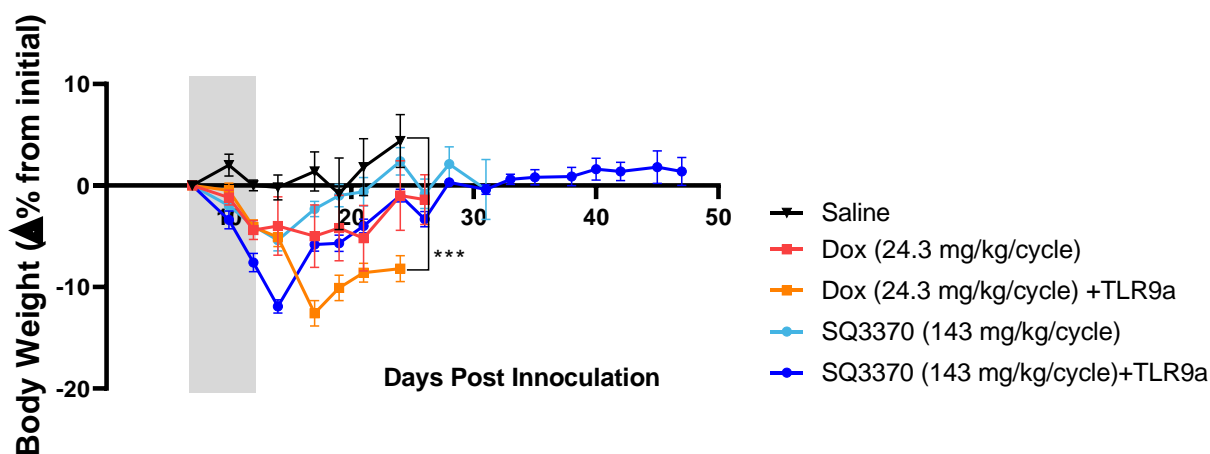 Body Weight (▲% from initial)
10
0
-10
-20
10
20
30
40
50
***
Days Post Innoculation
Saline
Dox (24.3 mg/kg/cycle)
Dox (24.3 mg/kg/cycle) +TLR9a
SQ3370 (143 mg/kg/cycle)
SQ3370 (143 mg/kg/cycle)+TLR9a